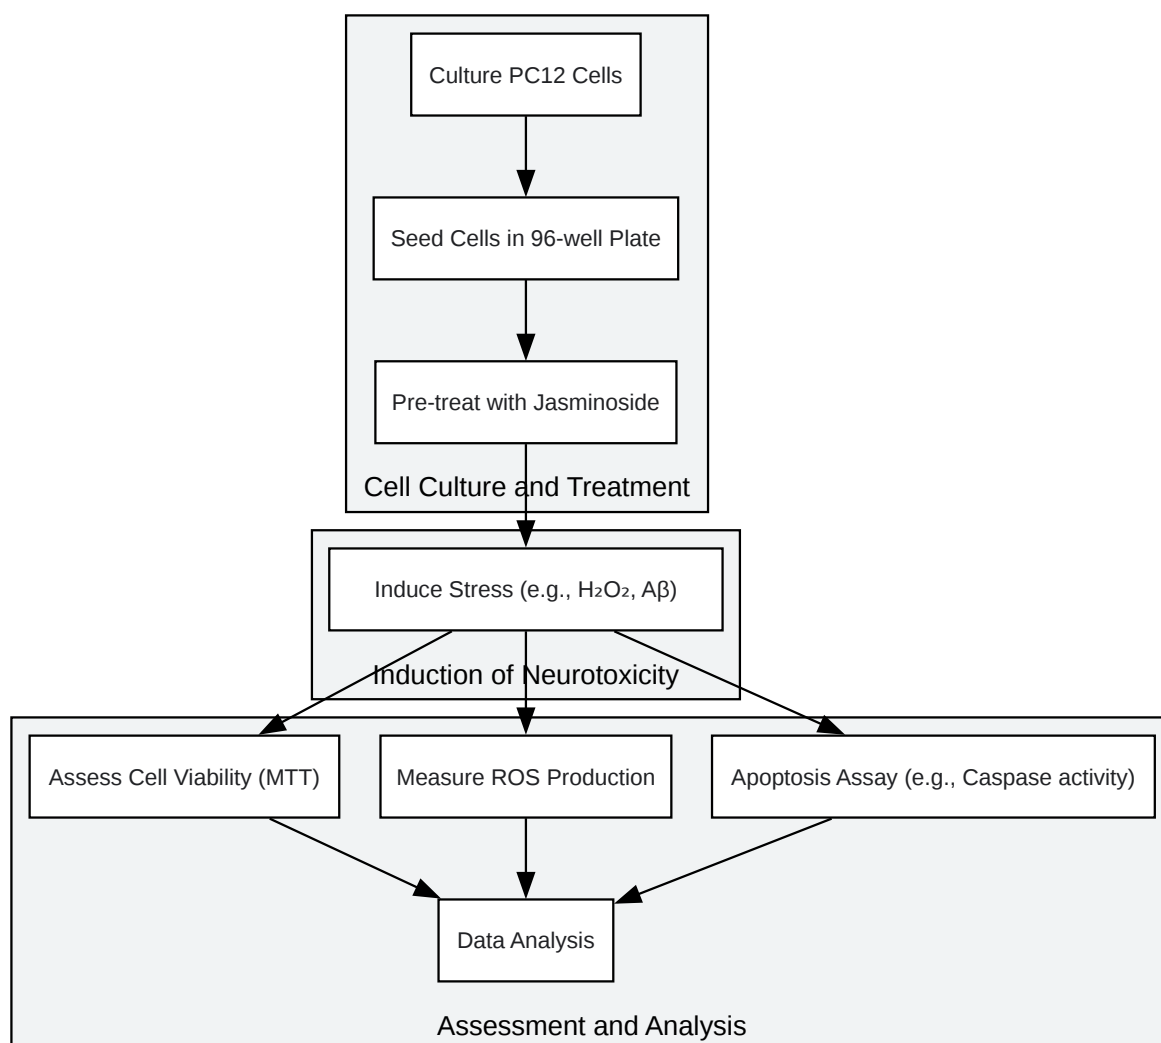 Culture PC12 Cells
Seed Cells in 96-well Plate
Pre-treat with Jasminoside
Cell Culture and Treatment
Induce Stress (e.g., H₂O₂, Aβ)
Induction of Neurotoxicity
Assess Cell Viability (MTT)
Measure ROS Production
Apoptosis Assay (e.g., Caspase activity)
Data Analysis
Assessment and Analysis